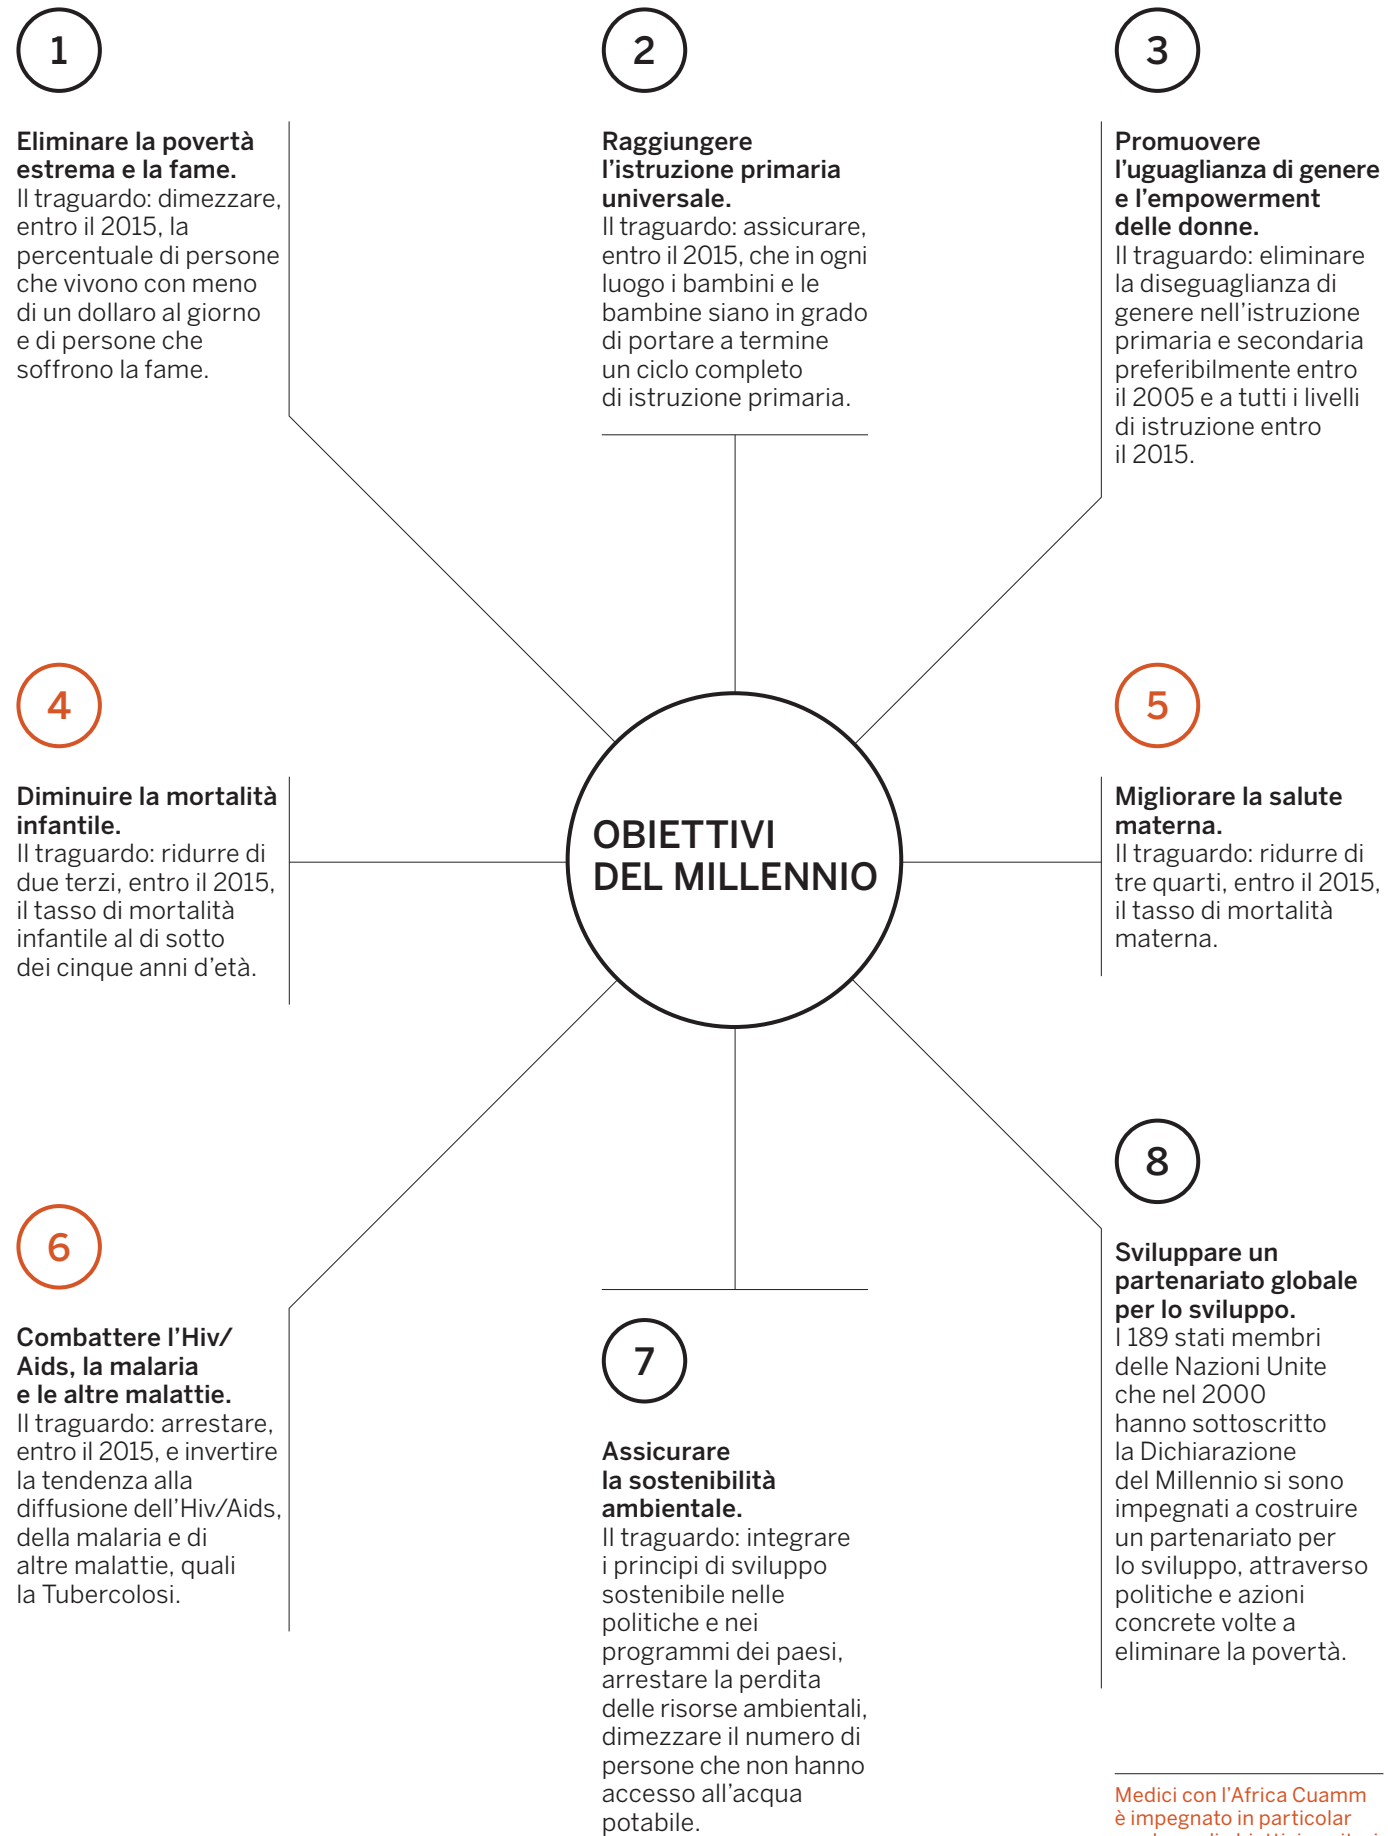 1
Eliminare la povertà
estrema e la fame.
Il traguardo: dimezzare,
entro il 2015, la
percentuale di persone
che vivono con meno
di un dollaro al giorno
e di persone che
soffrono la fame.
2
Raggiungere
l'istruzione primaria
universale.
Il traguardo: assicurare,
entro il 2015, che in ogni
luogo i bambini e le
bambine siano in grado
di portare a termine
un ciclo completo
di istruzione primaria.
3
Promuovere
l'uguaglianza di genere
e l'empowerment
delle donne.
Il traguardo: eliminare
la diseguaglianza di
genere nell'istruzione
primaria e secondaria
preferibilmente entro
il 2005 e a tutti i livelli
di istruzione entro
il 2015.
4
Diminuire la mortalità
infantile.
Il traguardo: ridurre di
due terzi, entro il 2015,
il tasso di mortalità
infantile al di sotto
dei cinque anni d'età.
OBIETTIVI
DEL MILLENNIO
5
Migliorare la salute
materna.
Il traguardo: ridurre di
tre quarti, entro il 2015,
il tasso di mortalità
materna.
6
Combattere l'Hiv/
Aids, la malaria
e le altre malattie.
Il traguardo: arrestare,
entro il 2015, e invertire
la tendenza alla
diffusione dell'Hiv/Aids,
della malaria e di
altre malattie, quali
la Tubercolosi.
7
Assicurare
la sostenibilità
ambientale.
Il traguardo: integrare
i principi di sviluppo
sostenibile nelle
politiche e nei
programmi dei paesi,
arrestare la perdita
delle risorse ambientali,
dimezzare il numero di
persone che non hanno
accesso all'acqua
potabile.
8
Sviluppare un
partenariato globale
per lo sviluppo.
I 189 stati membri
delle Nazioni Unite
che nel 2000
hanno sottoscritto
la Dichiarazione
del Millennio si sono
impegnati a costruire
un partenariato per
lo sviluppo, attraverso
politiche e azioni
concrete volte a
eliminare la povertà.
Medici con l'Africa Cuamm
è impegnato in particolar